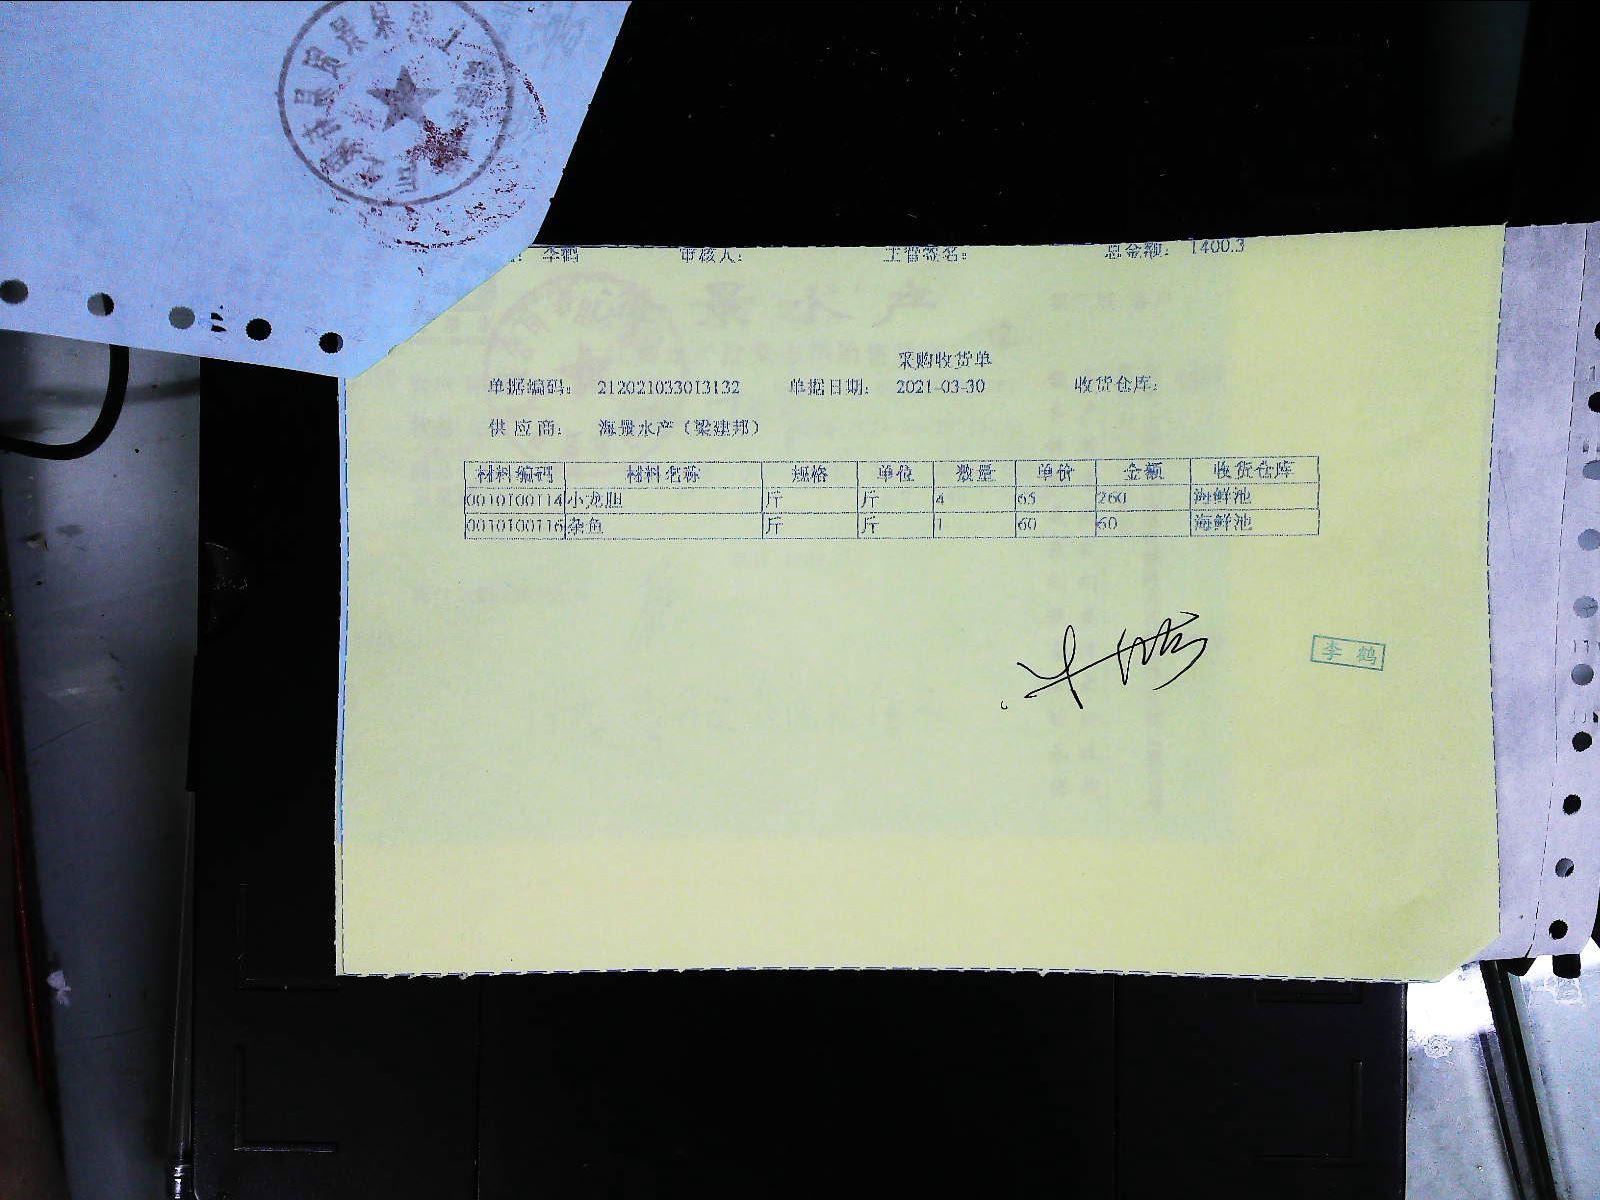 李鹤 审核人： 主管签名： 总金额： 1400.3
景水产
采购收货单
单据编码： 212021033013132 单据日期： 2021-03-30 收货仓库：
供应商： 海景水产（梁建邦）
材料编码 材料名称 规格 单位 数量 单价 金额 收货仓库
0010100114 小龙胆 斤 斤 4 65 260 海鲜池
0010100116 杂鱼 斤 斤 1 60 60 海鲜池
李鹤